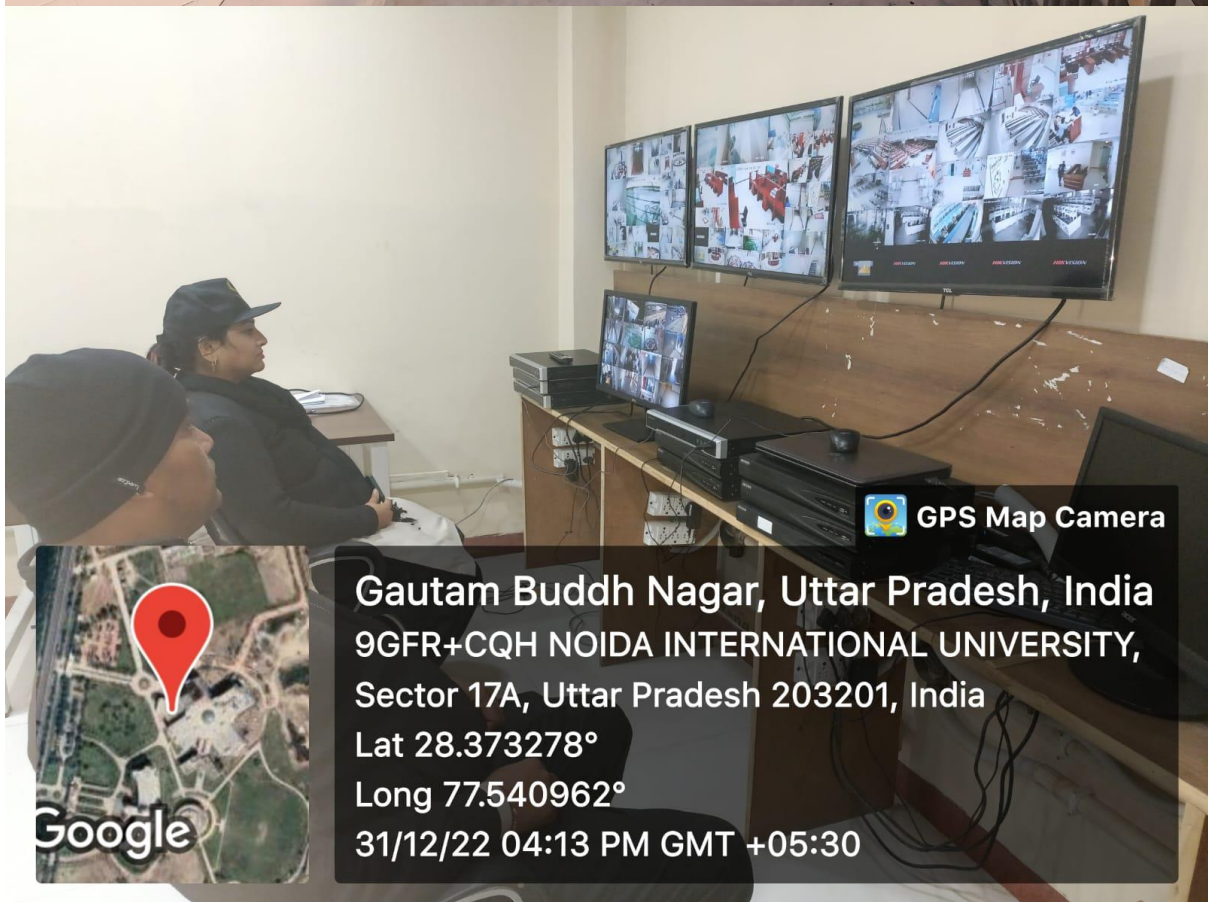 HIKVISION HIKVISION HIKVISION HIKVISION
TCL
acer
GPS Map Camera
Gautam Buddh Nagar, Uttar Pradesh, India
9GFR+CQH NOIDA INTERNATIONAL UNIVERSITY,
Sector 17A, Uttar Pradesh 203201, India
Lat 28.373278°
Long 77.540962°
31/12/22 04:13 PM GMT +05:30
Google